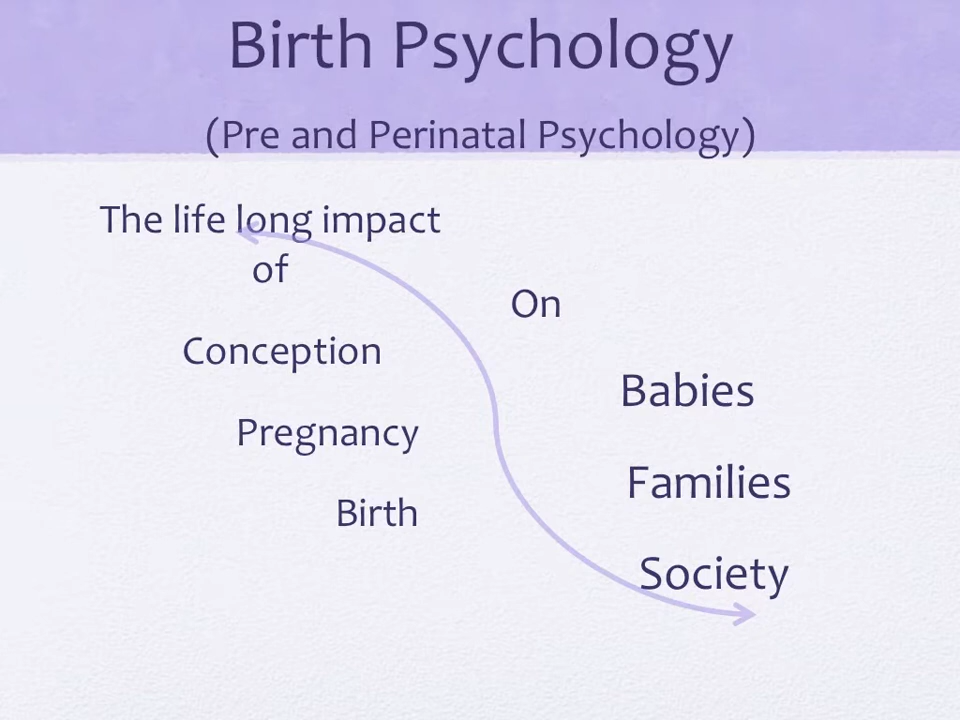 Birth Psychology
(Pre and Perinatal Psychology)
The life long impact
of
Conception
Pregnancy
Birth
On
Babies
Families
Society